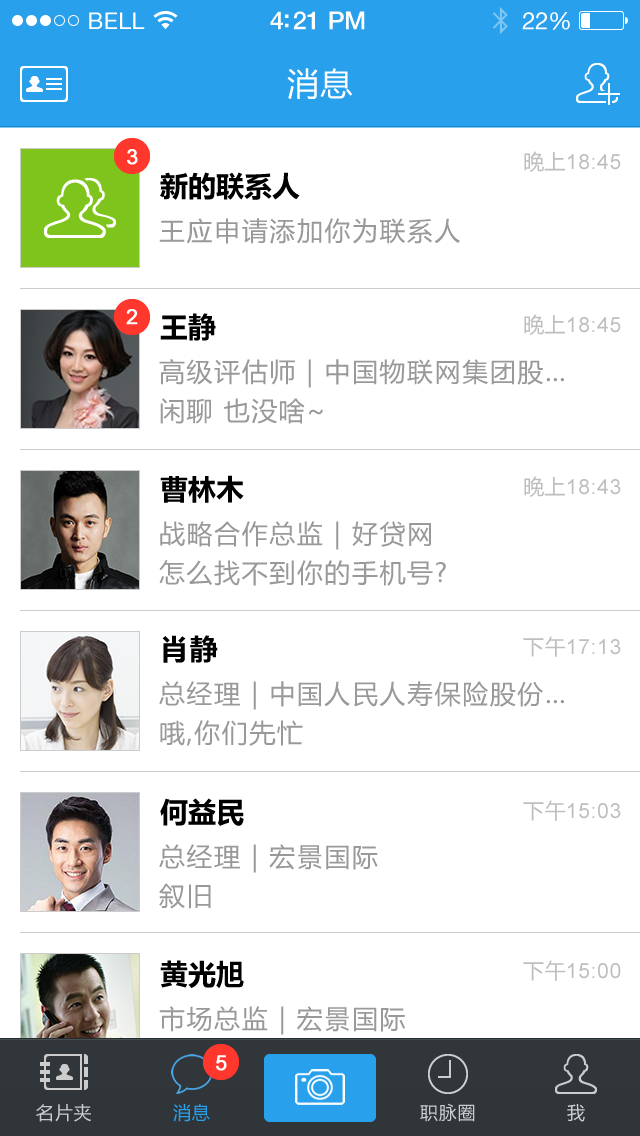 BELL 4:21 PM 22%
消息
3
晚上18:45
新的联系人
王应申请添加你为联系人
2
王静
晚上18:45
高级评估师 | 中国物联网集团股...
闲聊 也没啥~
曹林木
晚上18:43
战略合作总监 | 好贷网
怎么找不到你的手机号?
肖静
下午17:13
总经理 | 中国人民人寿保险股份...
哦,你们先忙
何益民
下午15:03
总经理 | 宏景国际
叙旧
黄光旭
下午15:00
市场总监 | 宏景国际
5
名片夹 消息 职脉圈 我